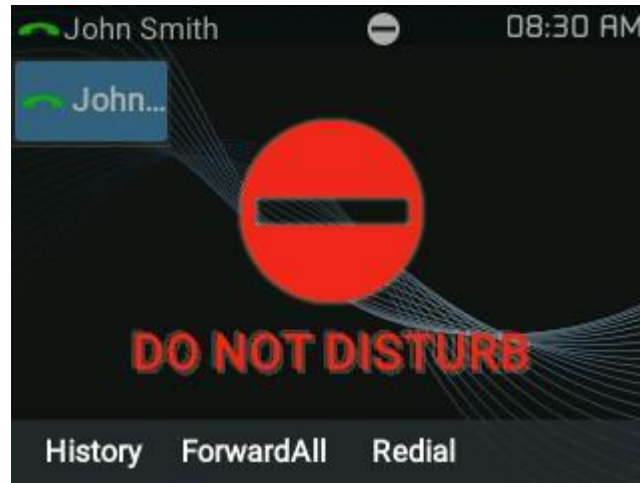 John Smith 08:30 AM
John...
DO NOT DISTURB
History ForwardAll Redial